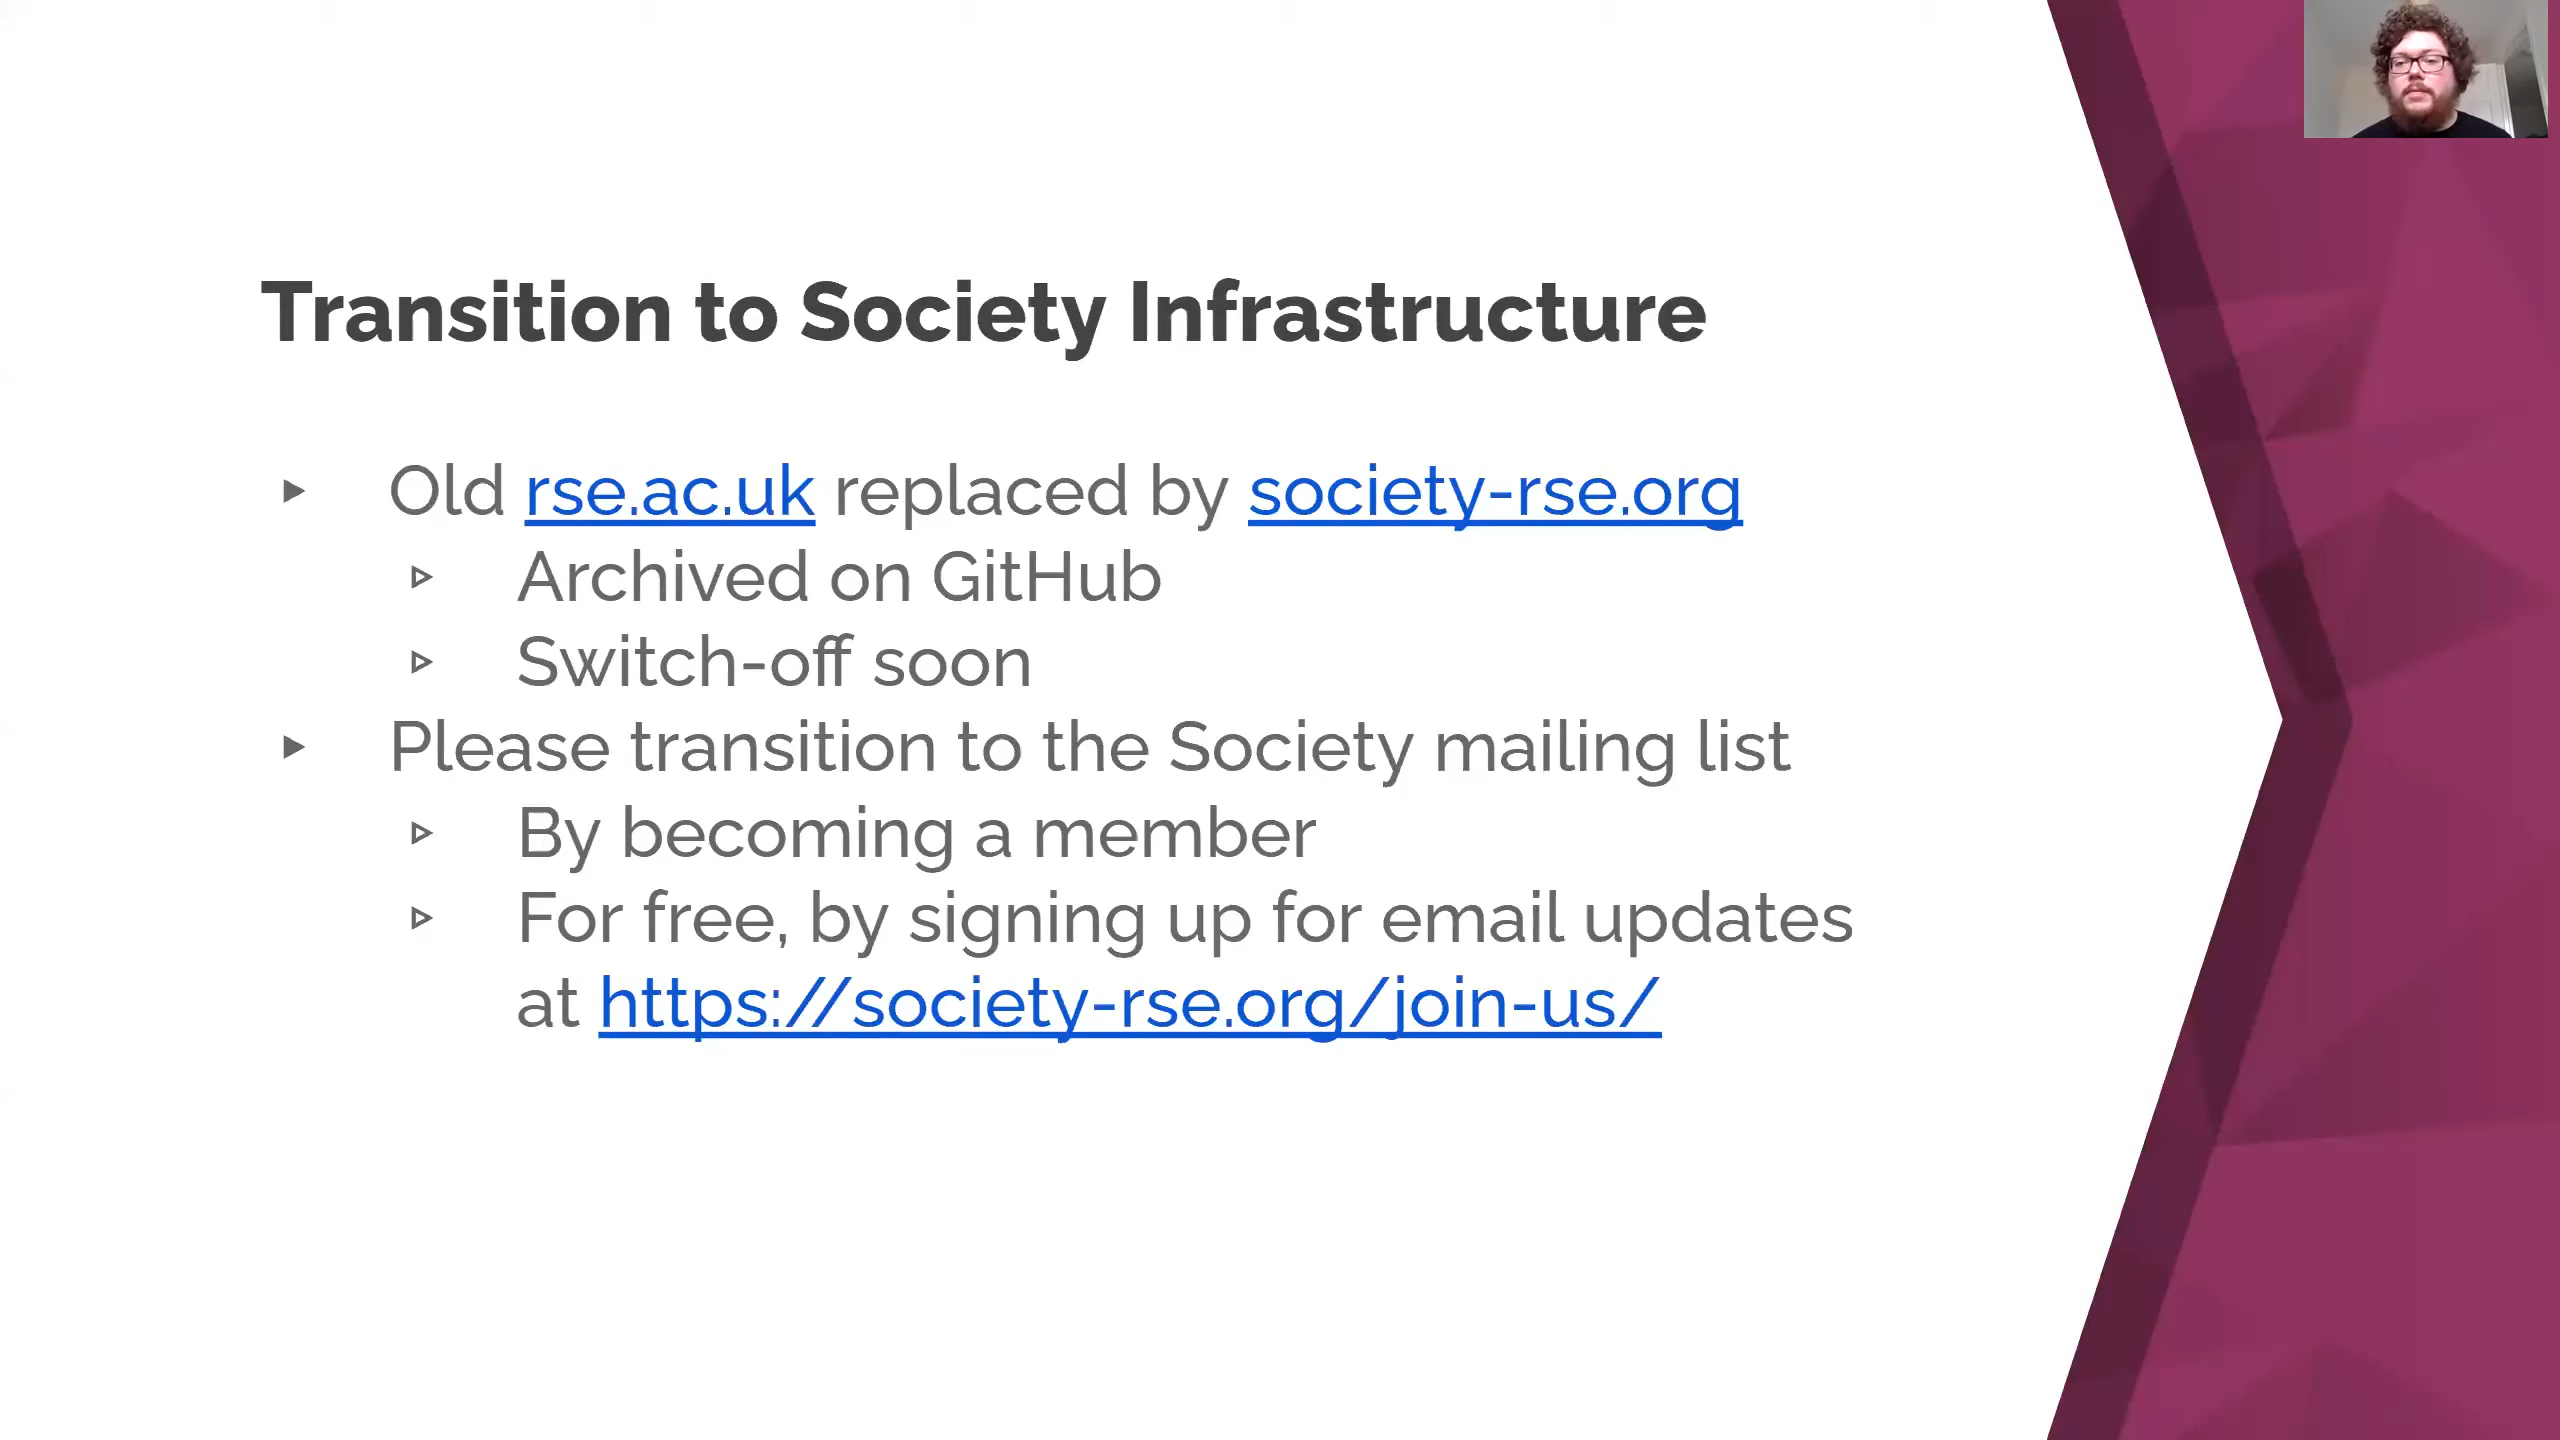 Transition to Society Infrastructure
Old rse.ac.uk replaced by society-rse.org
Archived on GitHub
Switch-off soon
Please transition to the Society mailing list
By becoming a member
For free, by signing up for email updates
at https://society-rse.org/join-us/